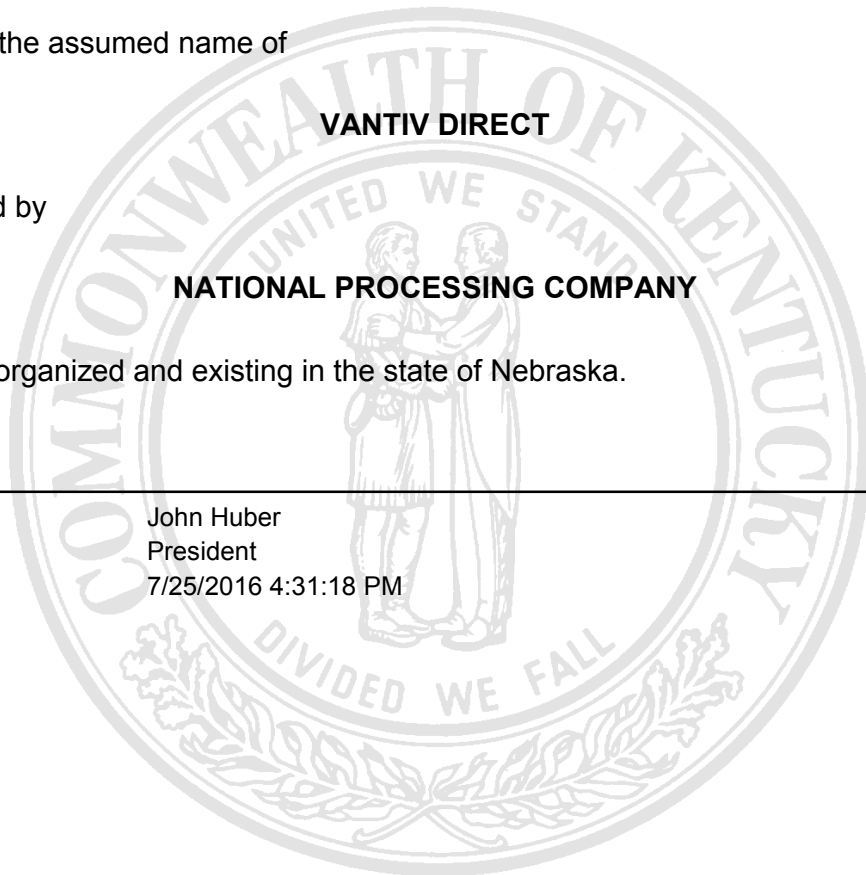 the assumed name of
VANTIV DIRECT
d by
NATIONAL PROCESSING COMPANY
organized and existing in the state of Nebraska.
John Huber
President
7/25/2016 4:31:18 PM
COMMONWEALTH OF KENTUCKY
UNITED WE STAND
DIVIDED WE FALL